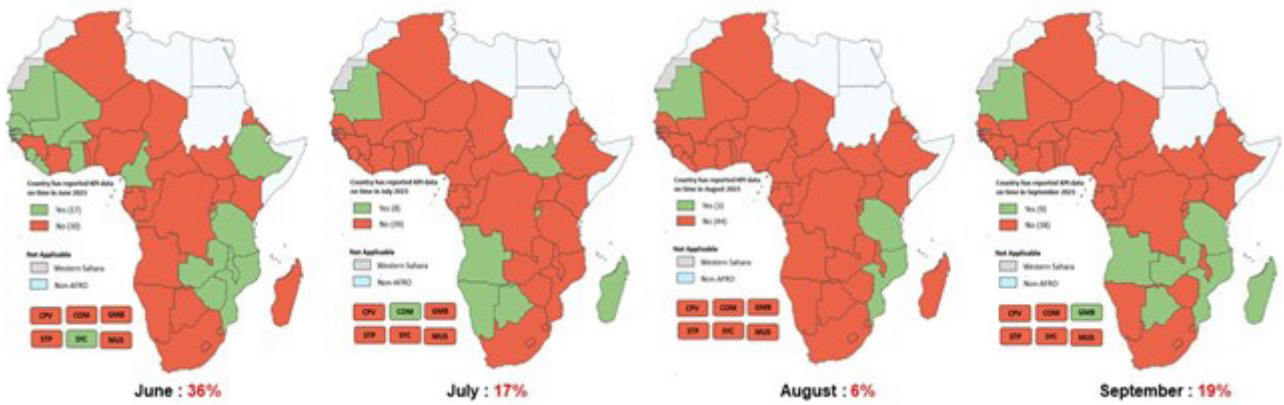 Country has reported KPI data
on time in June 2023
Yes (17)
No (30)
Not Applicable
Western Sahara
Non-AFRO
CPV COM GMB
STP SYC MUS
June : 36%
Country has reported KPI data
on time in July 2023
Yes (8)
No (39)
Not Applicable
Western Sahara
Non-AFRO
CPV COM GMB
STP SYC MUS
July : 17%
Country has reported KPI data
on time in August 2023
Yes (3)
No (44)
Not Applicable
Western Sahara
Non-AFRO
CPV COM GMB
STP SYC MUS
August : 6%
Country has reported KPI data
on time in September 2023
Yes (9)
No (38)
Not Applicable
Western Sahara
Non-AFRO
CPV COM GMB
STP SYC MUS
September : 19%